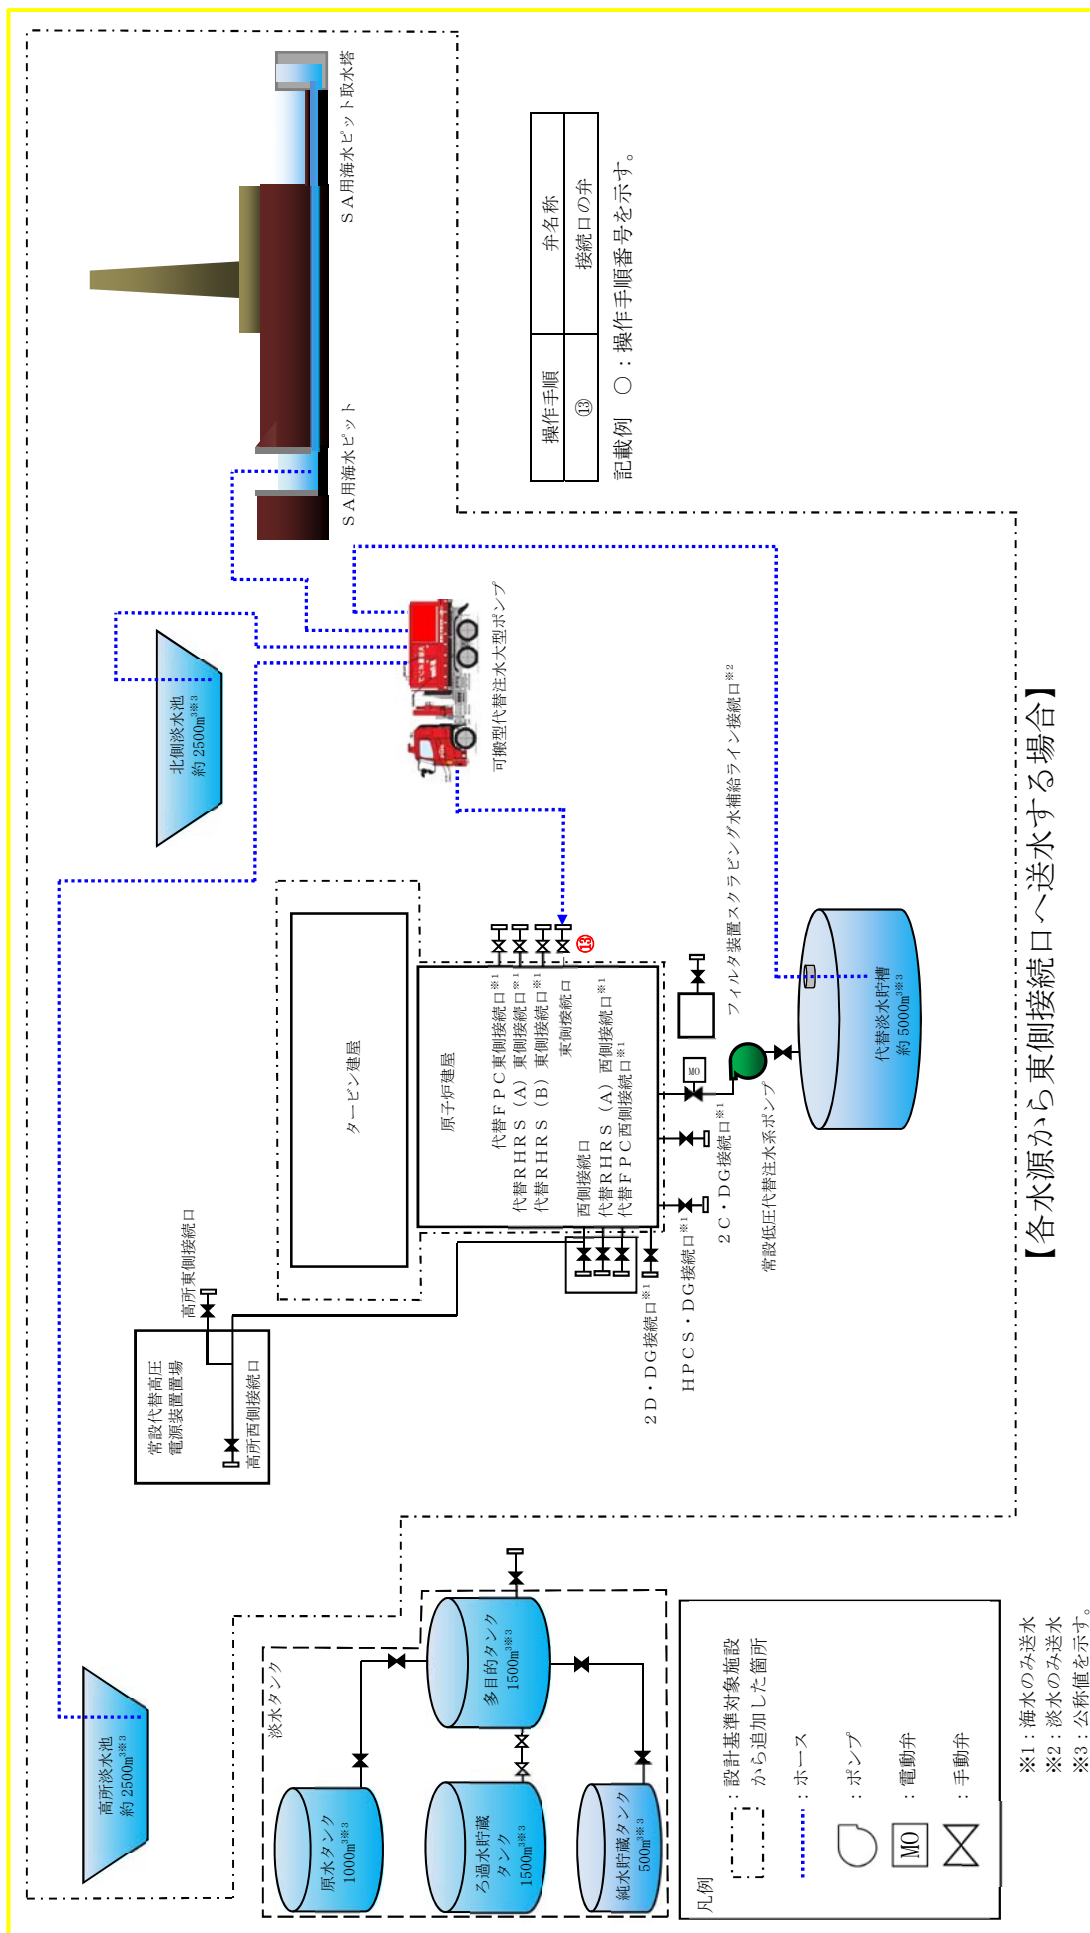 高所淡水池
約2500m³※3
北側淡水池
約2500m³※3
SA用海水ピット
SA用海水ピット取水塔
常設代替高圧
電源装置置場
高所東側接続口
高所西側接続口
タービン建屋
可搬型代替注水大型ポンプ
操作手順
弁名称
⑬
接続口の弁
記載例 ○:操作手順番号を示す。
淡水タンク
原水タンク
1000m³※3
多目的タンク
1500m³※3
ろ過水貯蔵
タンク
1500m³※3
純水貯蔵タンク
500m³※3
原子炉建屋
代替FPC東側接続口※1
代替RHRS(A)東側接続口※1
代替RHRS(B)東側接続口※1
東側接続口
⑬
西側接続口
代替RHRS(A)西側接続口※1
代替FPC西側接続口※1
2D・DG接続口※1
HPCS・DG接続口※1
2C・DG接続口※1
MO
フィルタ装置スクラビング水補給ライン接続口※2
常設低圧代替注水系ポンプ
代替淡水貯槽
約5000m³※3
凡例
:設計基準対象施設
から追加した箇所
:ホース
:ポンプ
MO
:電動弁
:手動弁
※1:海水のみ送水
※2:淡水のみ送水
※3:公称値を示す。
【各水源から東側接続口へ送水する場合】